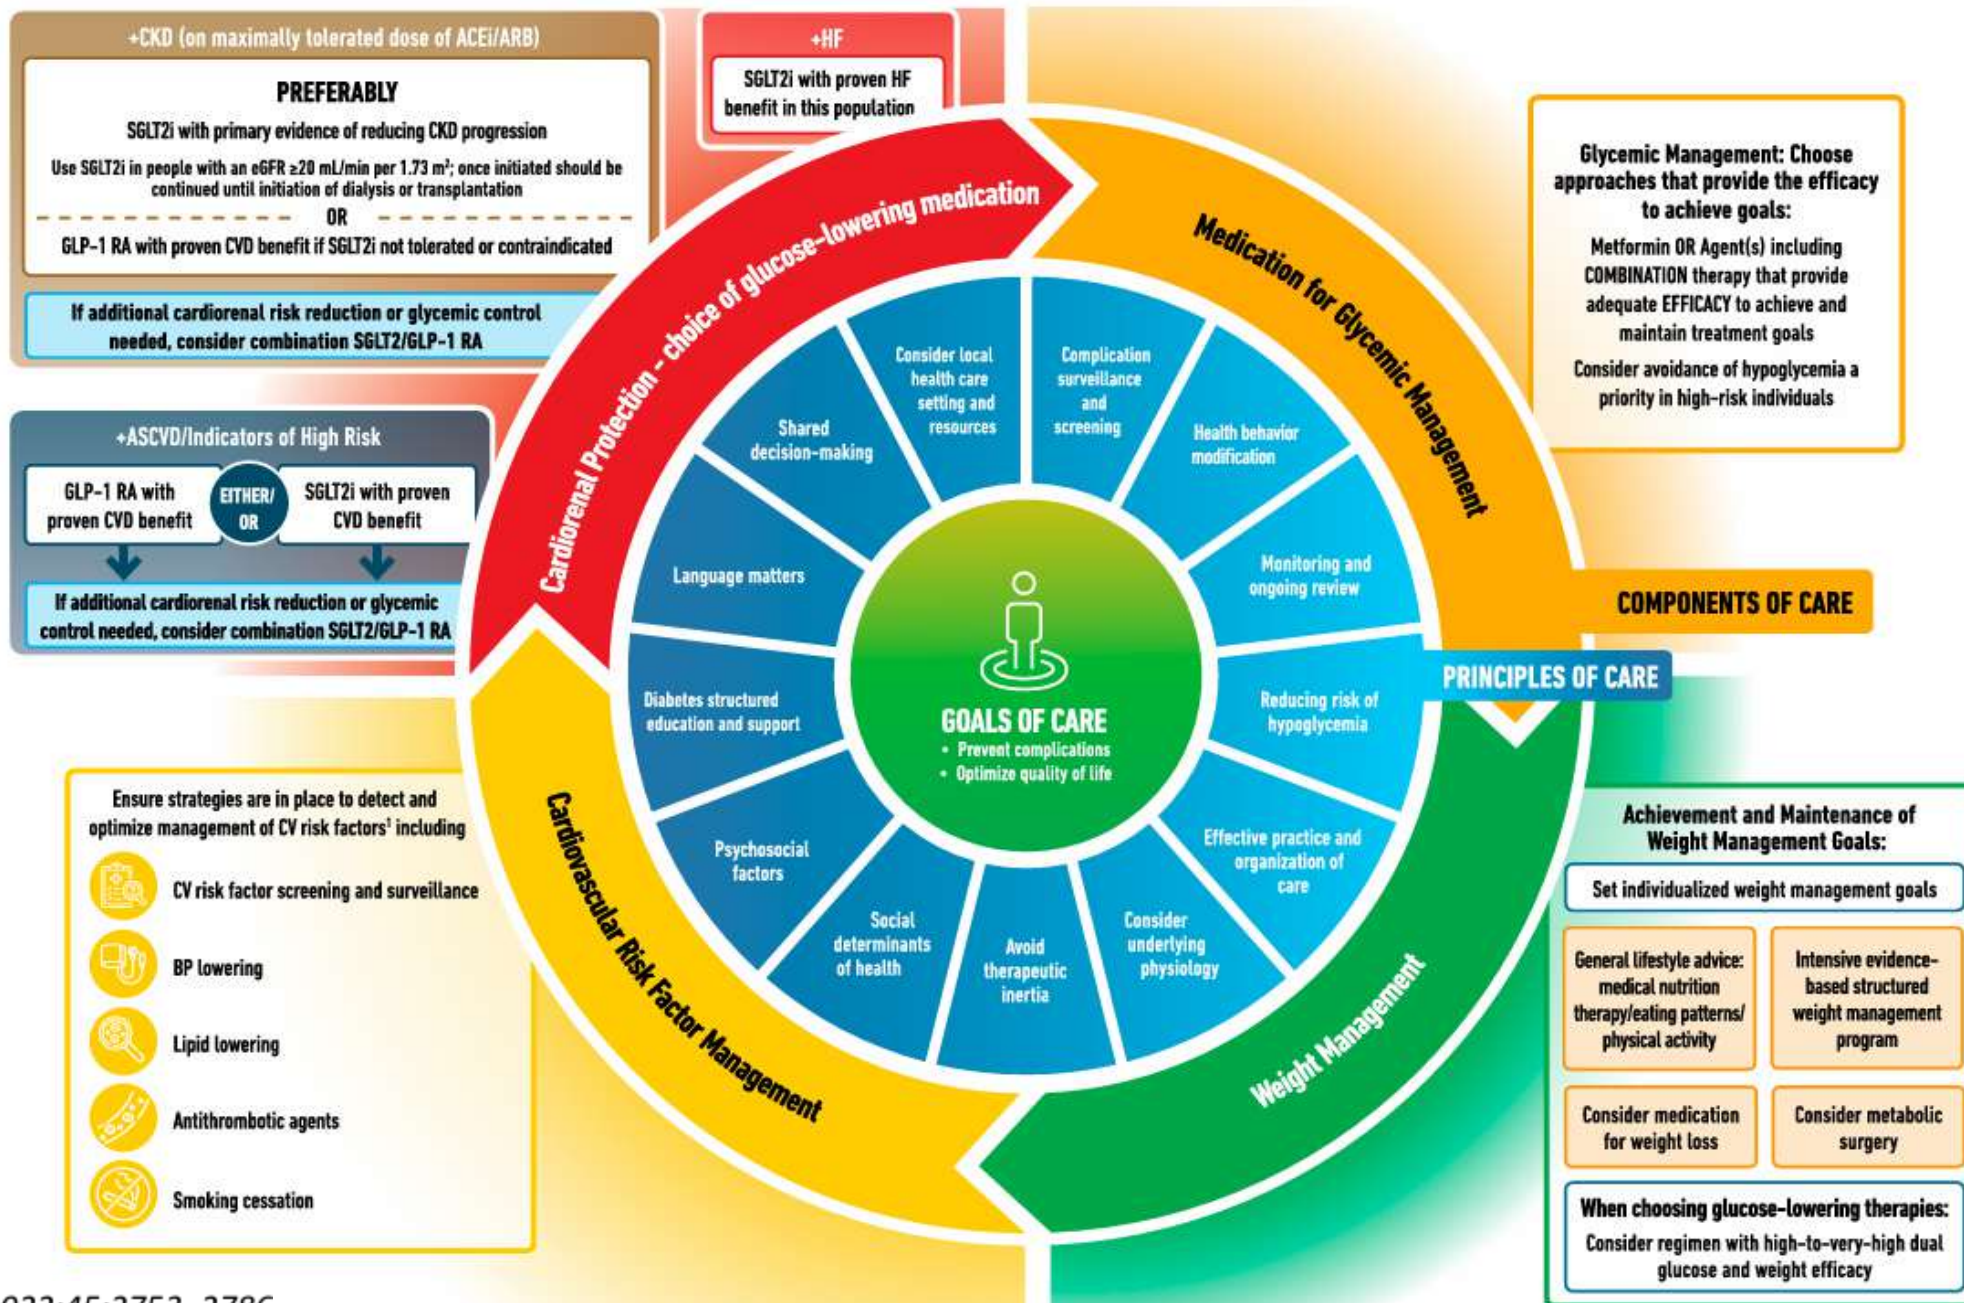 +CKD (on maximally tolerated dose of ACEi/ARB)
PREFERABLY
SGLT2i with primary evidence of reducing CKD progression
Use SGLT2i in people with an eGFR ≥20 mL/min per 1.73 m²; once initiated should be
continued until initiation of dialysis or transplantation
OR
GLP-1 RA with proven CVD benefit if SGLT2i not tolerated or contraindicated
If additional cardiorenal risk reduction or glycemic control
needed, consider combination SGLT2/GLP-1 RA
+HF
SGLT2i with proven HF
benefit in this population
+ASCVD/Indicators of High Risk
GLP-1 RA with
proven CVD benefit
EITHER/
OR
SGLT2i with proven
CVD benefit
If additional cardiorenal risk reduction or glycemic
control needed, consider combination SGLT2/GLP-1 RA
Ensure strategies are in place to detect and
optimize management of CV risk factors¹ including
CV risk factor screening and surveillance
BP lowering
Lipid lowering
Antithrombotic agents
Smoking cessation
Cardiorenal Protection - choice of glucose-lowering medication
Medication for Glycemic Management
Weight Management
Cardiovascular Risk Factor Management
Consider local
health care
setting and
resources
Complication
surveillance
and
screening
Health behavior
modification
Monitoring and
ongoing review
Reducing risk of
hypoglycemia
Effective practice and
organization of
care
Consider
underlying
physiology
Avoid
therapeutic
inertia
Social
determinants
of health
Psychosocial
factors
Diabetes structured
education and support
Language matters
Shared
decision-making
GOALS OF CARE
• Prevent complications
• Optimize quality of life
Glycemic Management: Choose
approaches that provide the efficacy
to achieve goals:
Metformin OR Agent(s) including
COMBINATION therapy that provide
adequate EFFICACY to achieve and
maintain treatment goals
Consider avoidance of hypoglycemia a
priority in high-risk individuals
COMPONENTS OF CARE
PRINCIPLES OF CARE
Achievement and Maintenance of
Weight Management Goals:
Set individualized weight management goals
General lifestyle advice:
medical nutrition
therapy/eating patterns/
physical activity
Intensive evidence-
based structured
weight management
program
Consider medication
for weight loss
Consider metabolic
surgery
When choosing glucose-lowering therapies:
Consider regimen with high-to-very-high dual
glucose and weight efficacy